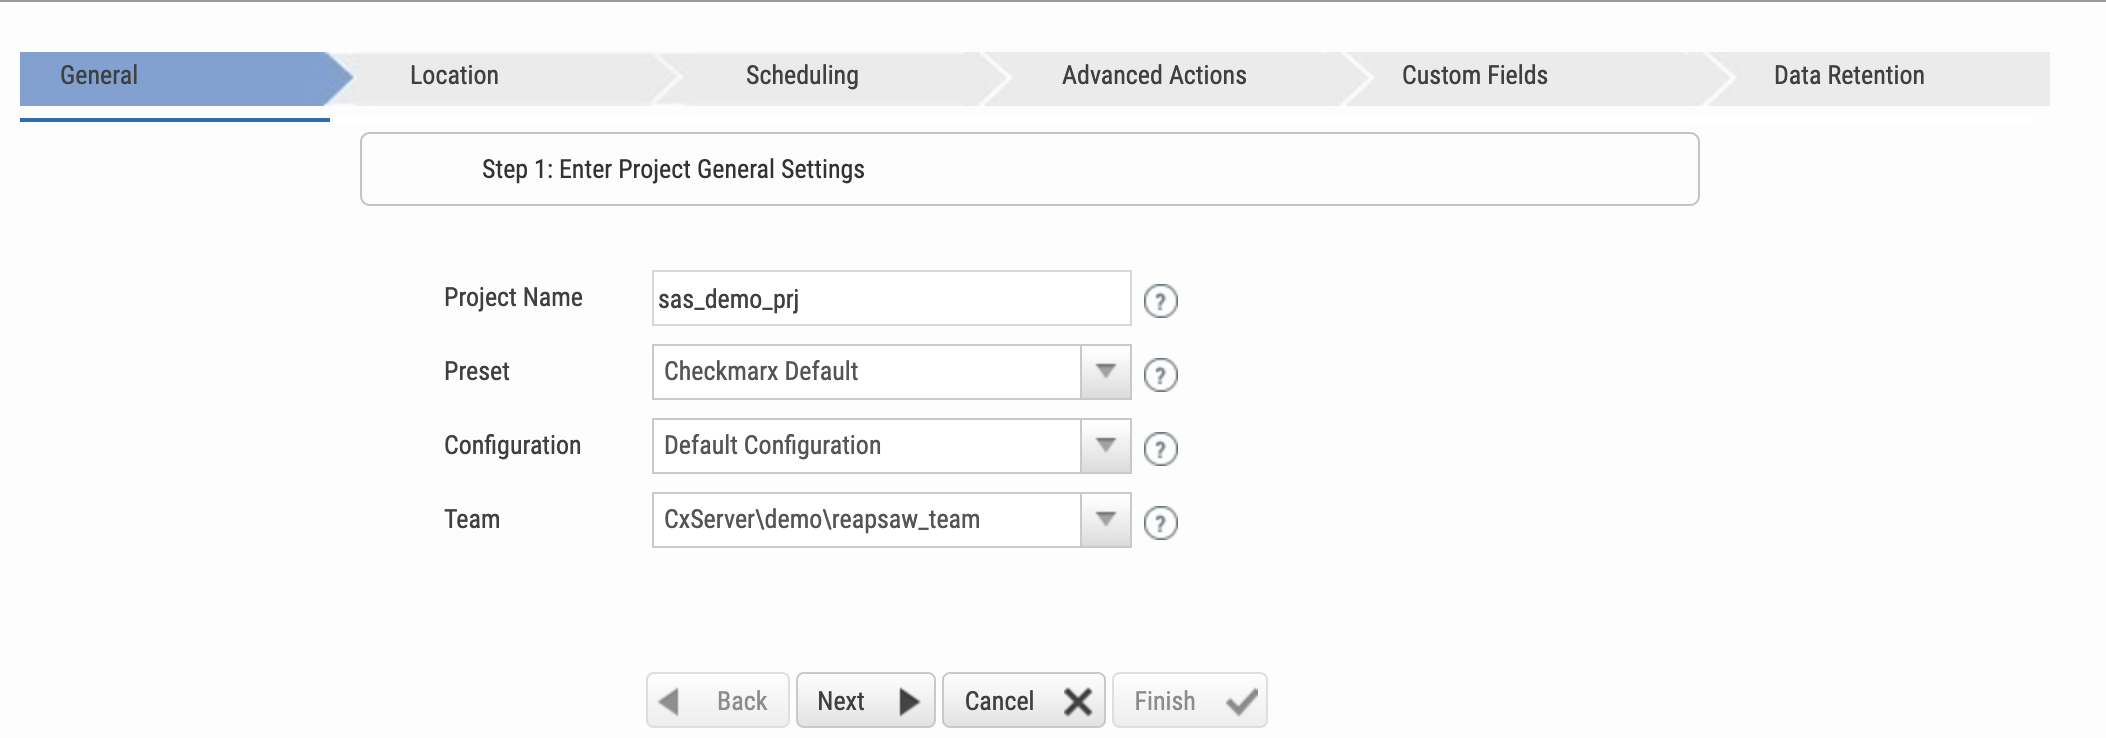 General
Location
Scheduling
Advanced Actions
Custom Fields
Data Retention
Step 1: Enter Project General Settings
Project Name
sas_demo_prj
?
Preset
Checkmarx Default
?
Configuration
Default Configuration
?
Team
CxServer\demo\reapsaw_team
?
Back
Next
Cancel
Finish